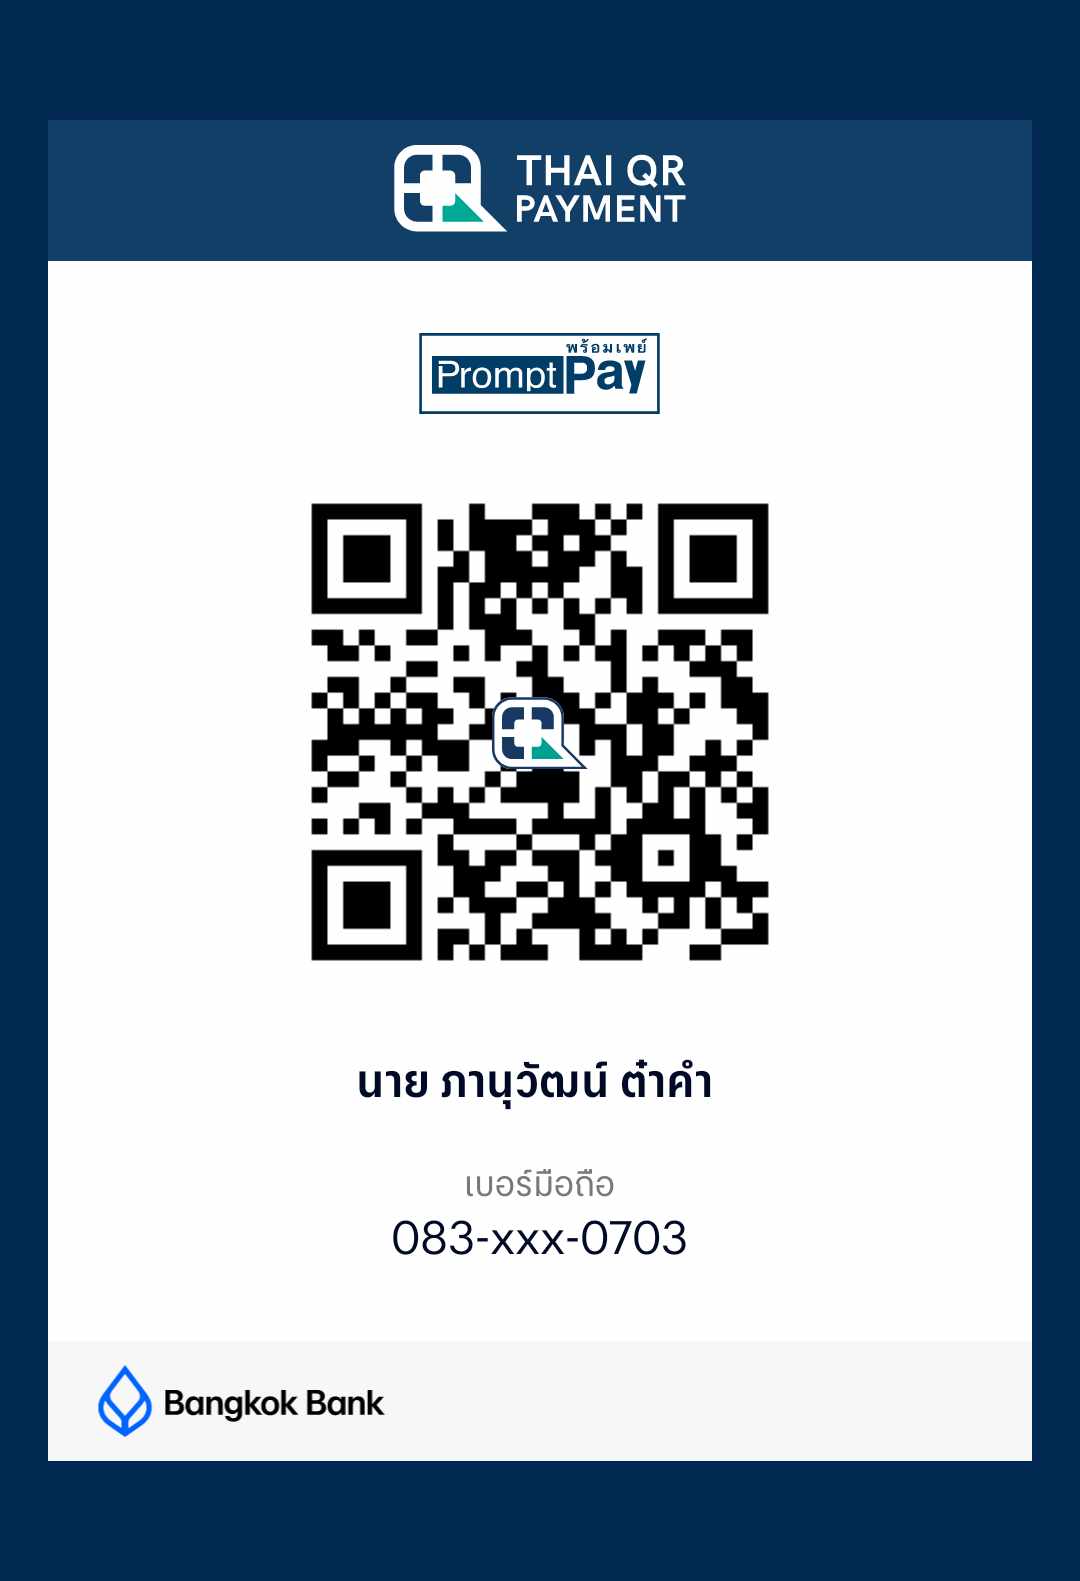 THAI QR
PAYMENT
พร้อมเพย์
PromptPay
นาย ภานุวัฒน์ ต๋าคำ
เบอร์มือถือ
083-xxx-0703
Bangkok Bank